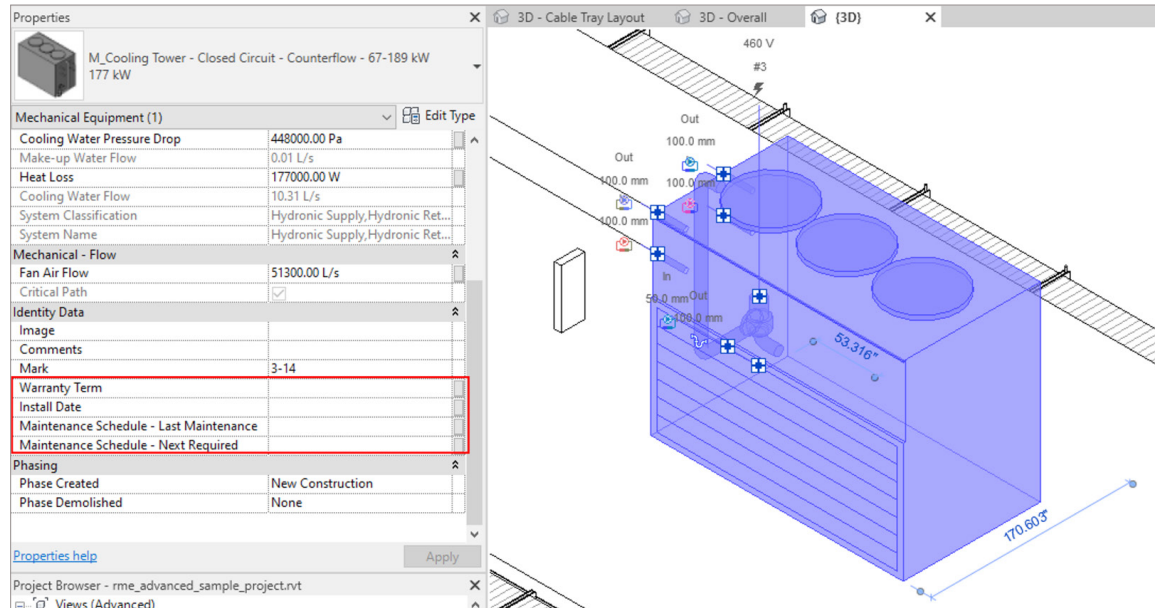 Properties
M_Cooling Tower - Closed Circuit - Counterflow - 67-189 kW
177 kW
Mechanical Equipment (1)
Edit Type
Cooling Water Pressure Drop 448000.00 Pa
Make-up Water Flow 0.01 L/s
Heat Loss 177000.00 W
Cooling Water Flow 10.31 L/s
System Classification Hydronic Supply,Hydronic Ret...
System Name Hydronic Supply,Hydronic Ret...
Mechanical - Flow
Fan Air Flow 51300.00 L/s
Critical Path
Identity Data
Image
Comments
Mark 3-14
Warranty Term
Install Date
Maintenance Schedule - Last Maintenance
Maintenance Schedule - Next Required
Phasing
Phase Created New Construction
Phase Demolished None
Properties help
Apply
Project Browser - rme_advanced_sample_project.rvt
Views (Advanced)
3D - Cable Tray Layout
3D - Overall
{3D}
460 V
#3
Out
100.0 mm
Out
100.0 mm
100.0 mm
100.0 mm
In
50.0 mm
Out
100.0 mm
53.316"
170.603"